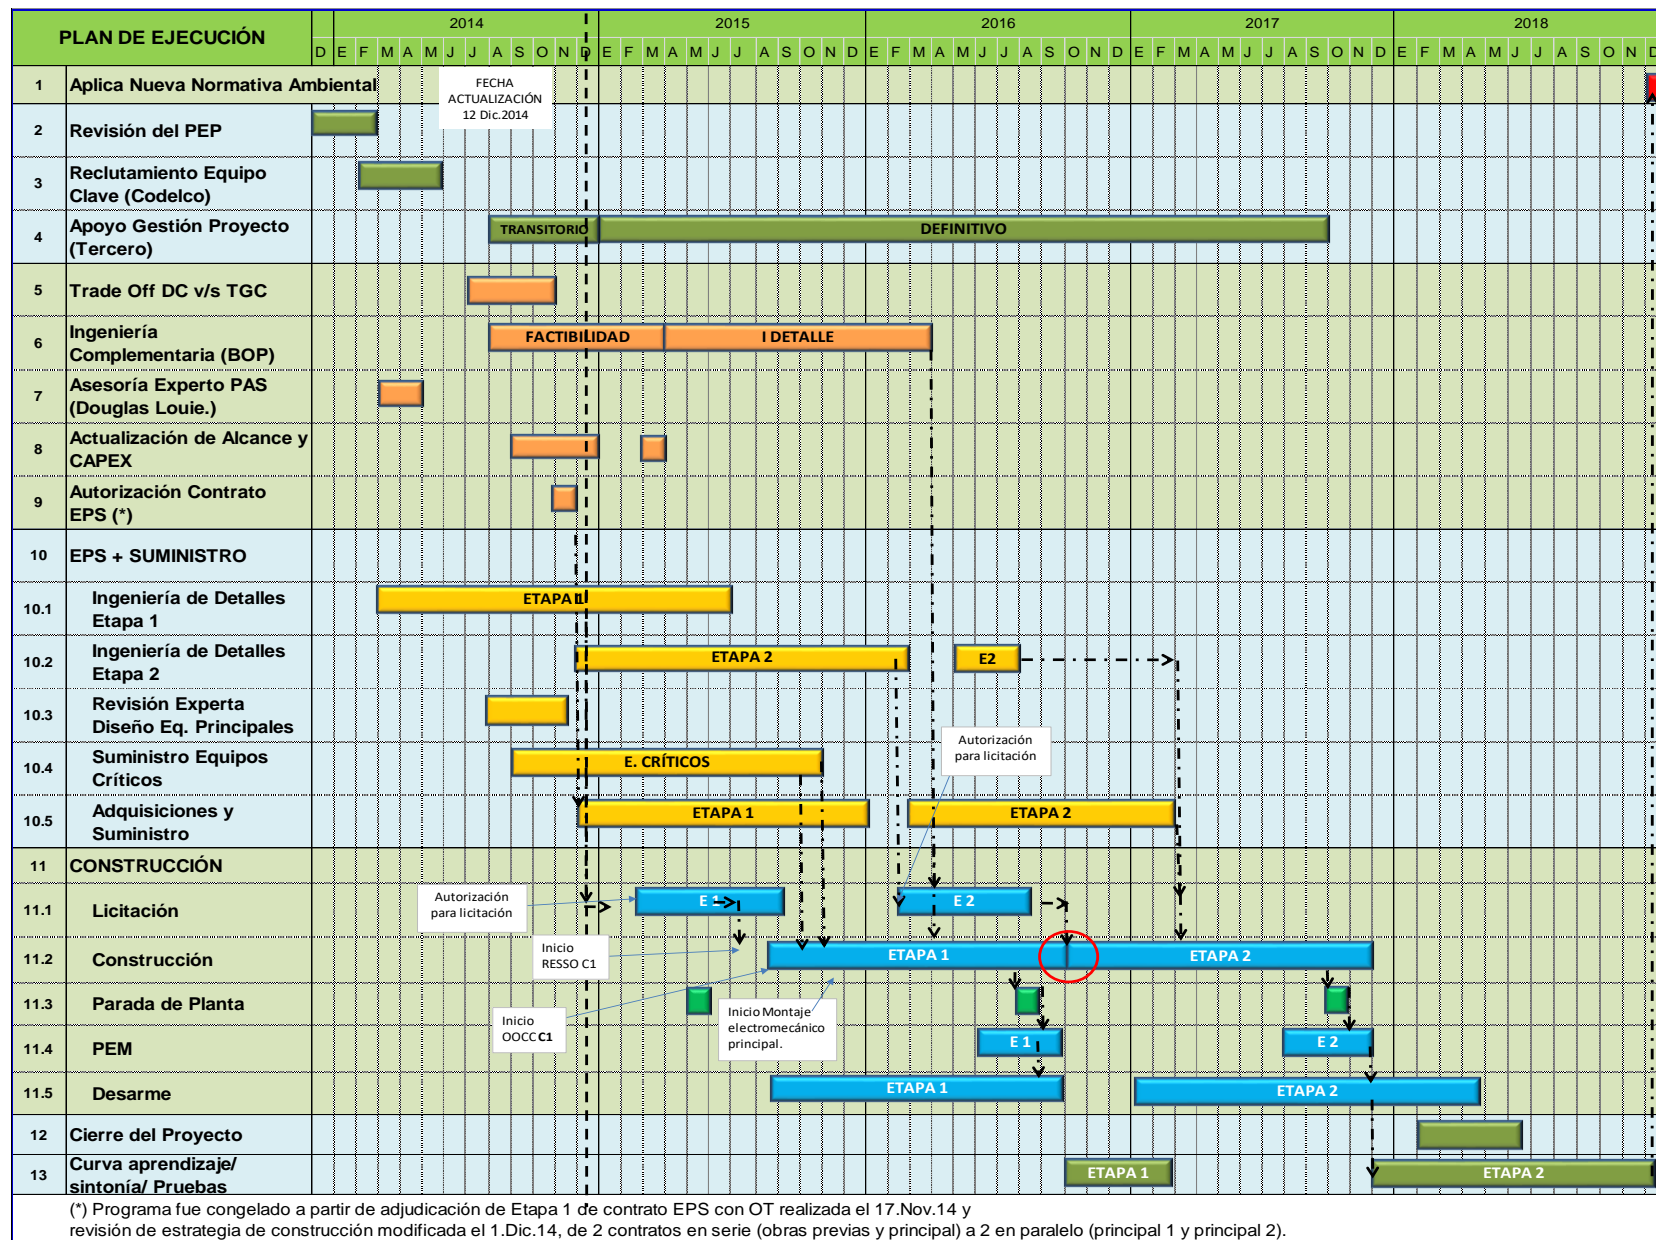 PLAN DE EJECUCIÓN
2014
2015
2016
2017
2018
D E F M A M J J A S O N D E F M A M J J A S O N D E F M A M J J A S O N D E F M A M J J A S O N D E F M A M J J A S O N D
1 Aplica Nueva Normativa Ambiental
FECHA
ACTUALIZACIÓN
12 Dic.2014
2 Revisión del PEP
3 Reclutamiento Equipo
Clave (Codelco)
4 Apoyo Gestión Proyecto
(Tercero)
TRANSITORIO
DEFINITIVO
5 Trade Off DC v/s TGC
6 Ingeniería
Complementaria (BOP)
FACTIBILIDAD
I DETALLE
7 Asesoría Experto PAS
(Douglas Louie.)
8 Actualización de Alcance y
CAPEX
9 Autorización Contrato
EPS (*)
10 EPS + SUMINISTRO
10.1 Ingeniería de Detalles
Etapa 1
ETAPA 1
10.2 Ingeniería de Detalles
Etapa 2
ETAPA 2
E2
10.3 Revisión Experta
Diseño Eq. Principales
10.4 Suministro Equipos
Críticos
E. CRÍTICOS
Autorización
para licitación
10.5 Adquisiciones y
Suministro
ETAPA 1
ETAPA 2
11 CONSTRUCCIÓN
11.1 Licitación
Autorización
para licitación
E 1
E 2
11.2 Construcción
Inicio
RESSO C1
ETAPA 1
ETAPA 2
11.3 Parada de Planta
Inicio
OOCC C1
Inicio Montaje
electromecánico
principal.
11.4 PEM
E 1
E 2
11.5 Desarme
ETAPA 1
ETAPA 2
12 Cierre del Proyecto
13 Curva aprendizaje/
sintonía/ Pruebas
ETAPA 1
ETAPA 2
(*) Programa fue congelado a partir de adjudicación de Etapa 1 de contrato EPS con OT realizada el 17.Nov.14 y
revisión de estrategia de construcción modificada el 1.Dic.14, de 2 contratos en serie (obras previas y principal) a 2 en paralelo (principal 1 y principal 2).